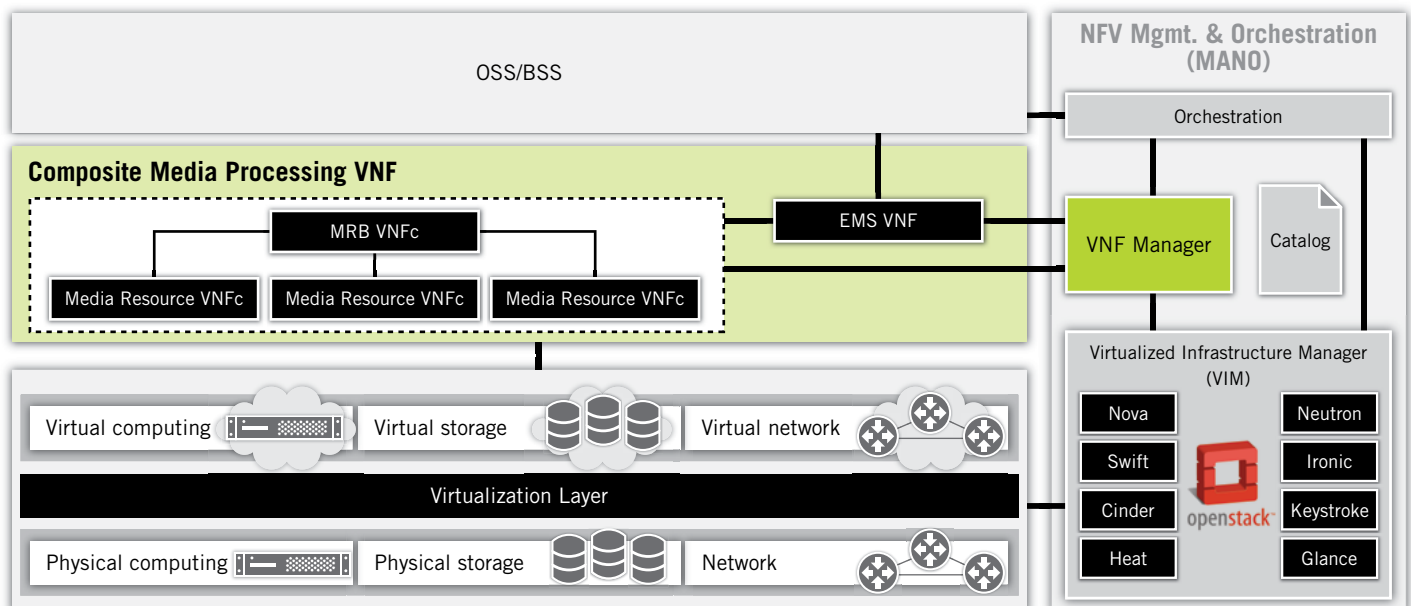 OSS/BSS
Composite Media Processing VNF
MRB VNFc
Media Resource VNFc
Media Resource VNFc
Media Resource VNFc
EMS VNF
Virtual computing
Virtual storage
Virtual network
Virtualization Layer
Physical computing
Physical storage
Network
NFV Mgmt. & Orchestration
(MANO)
Orchestration
VNF Manager
Catalog
Virtualized Infrastructure Manager
(VIM)
Nova
Swift
Cinder
Heat
openstack™
Neutron
Ironic
Keystroke
Glance